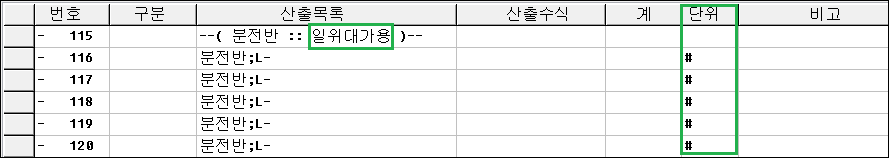 번호 구분 산출목록 산출수식 계 단위 비고
- 115 --( 분전반 :: 일위대가용 )--
- 116 분전반;L- #
- 117 분전반;L- #
- 118 분전반;L- #
- 119 분전반;L- #
- 120 분전반;L- #